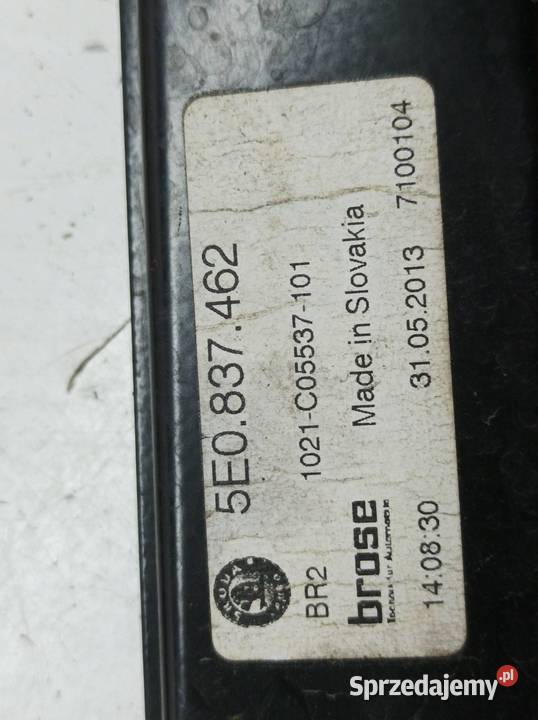 5E0.837.462
BR2 1021-C05537-101
brose Made in Slovakia
14:08:30 31.05.2013 7100104
Sprzedajemy.pl